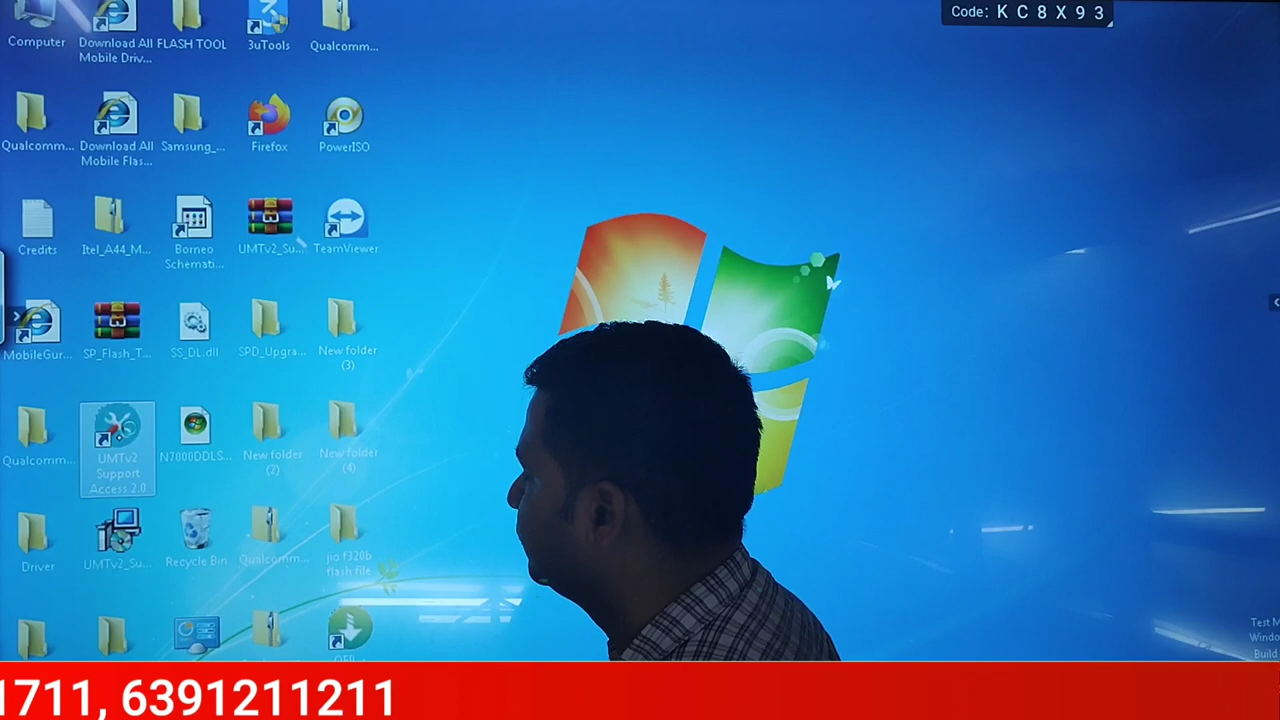 Code: K C 8 X 9 3
Computer
Download All
Mobile Driv...
FLASH TOOL
3uTools
Qualcomm...
Qualcomm...
Download All
Mobile Flas...
Samsung_...
Firefox
PowerISO
Credits
Itel_A44_M...
Borneo
Schemati...
UMTv2_Su...
TeamViewer
MobileGur...
SP_Flash_T...
SS_DL.dll
SPD_Upgra...
New folder
(3)
Qualcomm...
UMTv2
Support
Access 2.0
N7000DDLS...
New folder
(2)
New folder
(4)
Driver
UMTv2_Su...
Recycle Bin
Qualcomm...
jio f320b
flash file
Test M
Windo
Build
1711, 6391211211